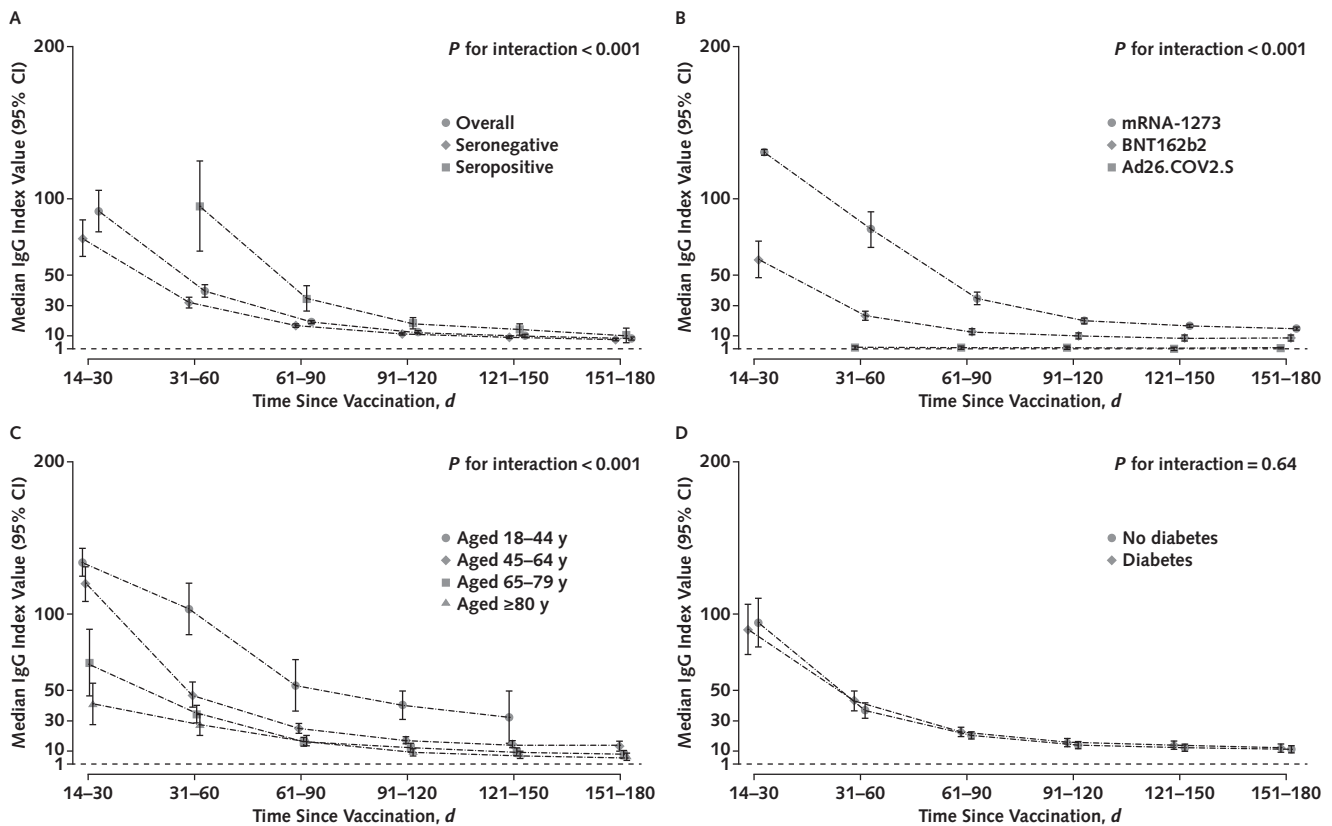 A
P for interaction < 0.001
Median IgG Index Value (95% CI)
200
100
50
30
10
1
Overall
Seronegative
Seropositive
14–30 31–60 61–90 91–120 121–150 151–180
Time Since Vaccination, d
B
P for interaction < 0.001
Median IgG Index Value (95% CI)
200
100
50
30
10
1
mRNA-1273
BNT162b2
Ad26.COV2.S
14–30 31–60 61–90 91–120 121–150 151–180
Time Since Vaccination, d
C
P for interaction < 0.001
Median IgG Index Value (95% CI)
200
100
50
30
10
1
Aged 18–44 y
Aged 45–64 y
Aged 65–79 y
Aged ≥80 y
14–30 31–60 61–90 91–120 121–150 151–180
Time Since Vaccination, d
D
P for interaction = 0.64
Median IgG Index Value (95% CI)
200
100
50
30
10
1
No diabetes
Diabetes
14–30 31–60 61–90 91–120 121–150 151–180
Time Since Vaccination, d